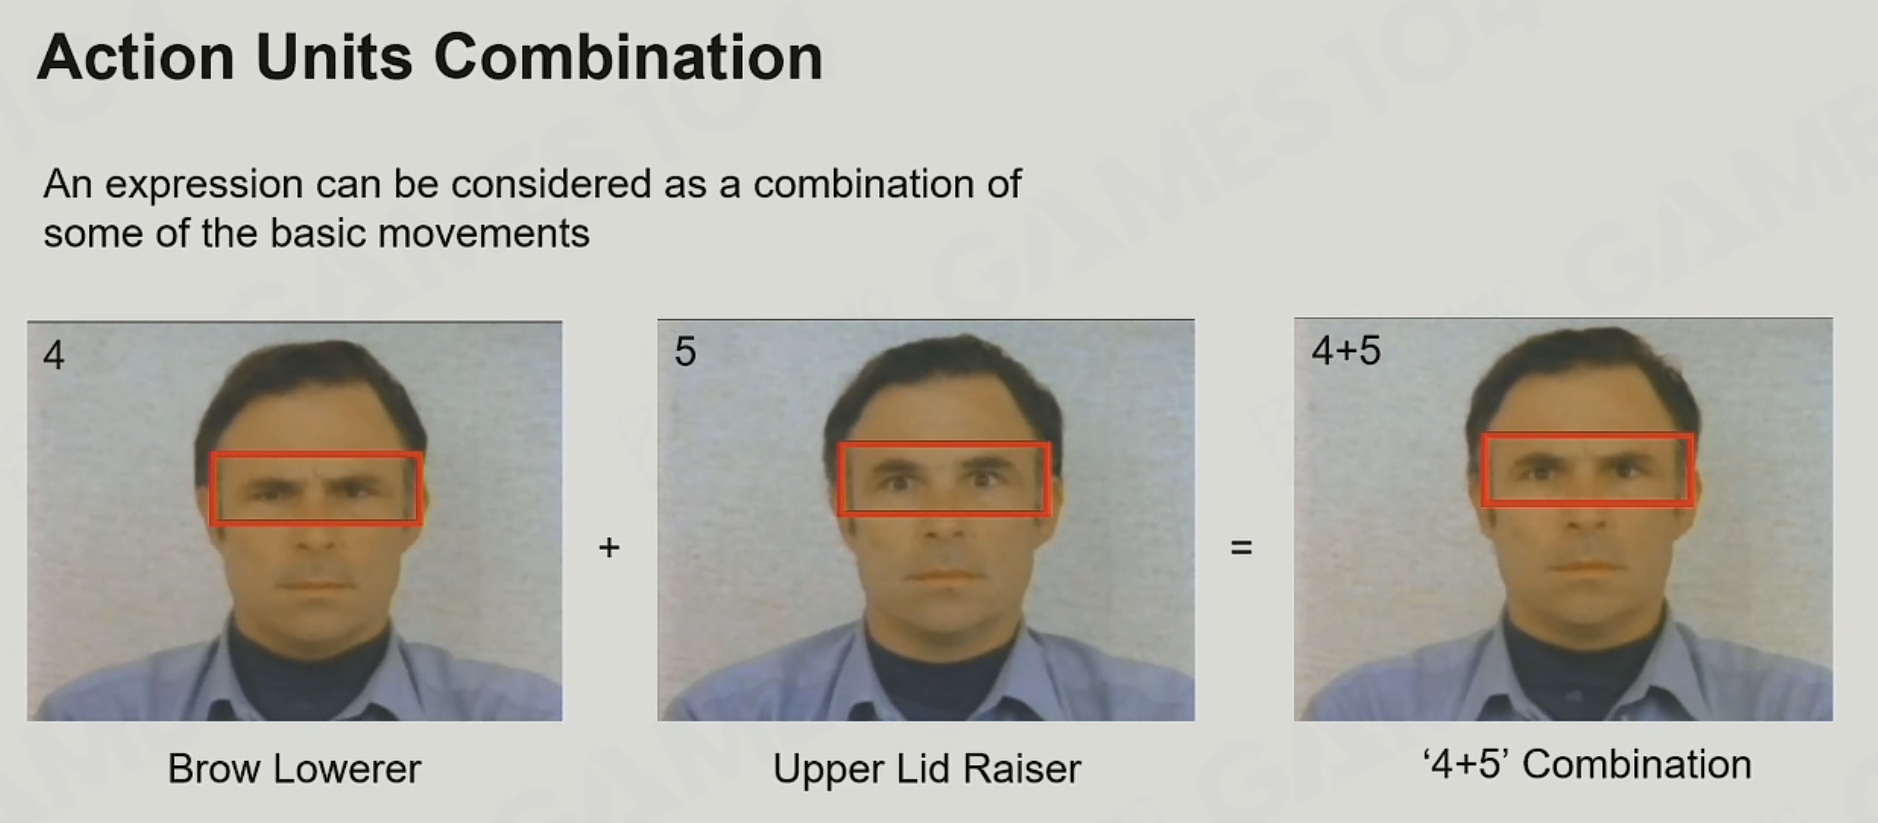 Action Units Combination
An expression can be considered as a combination of
some of the basic movements
4
5
4+5
+
=
Brow Lowerer
Upper Lid Raiser
‘4+5’ Combination
GAMES104